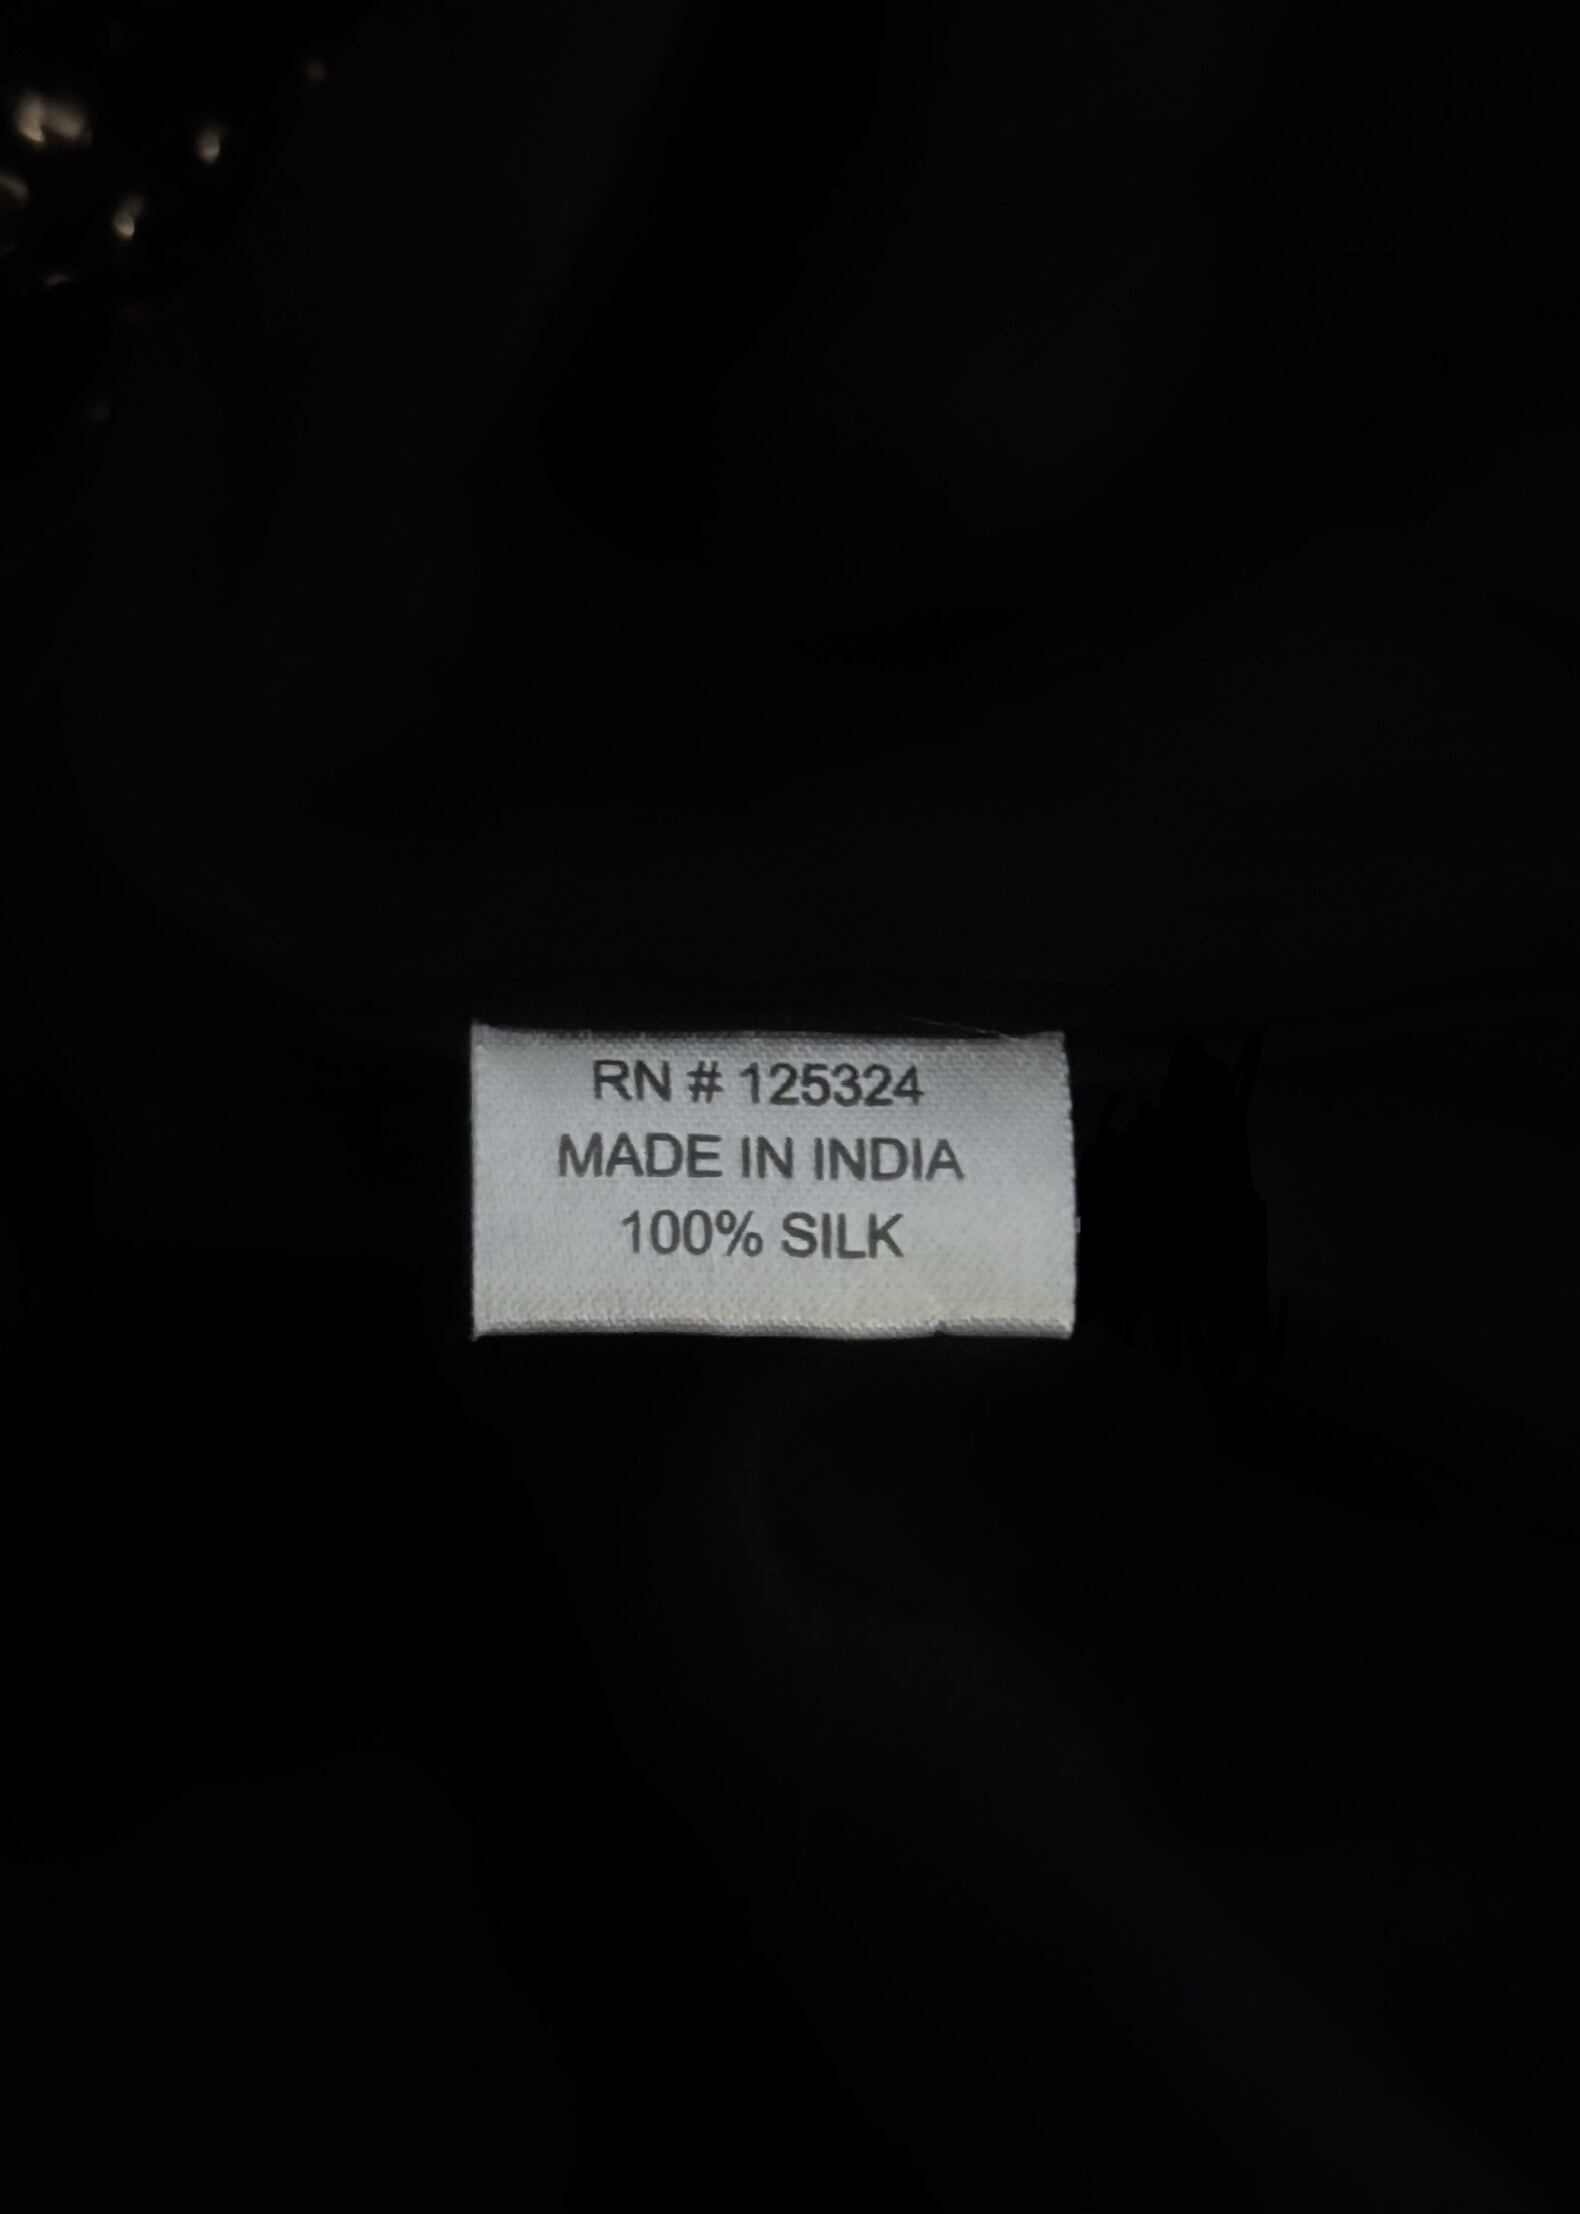 RN # 125324
MADE IN INDIA
100% SILK